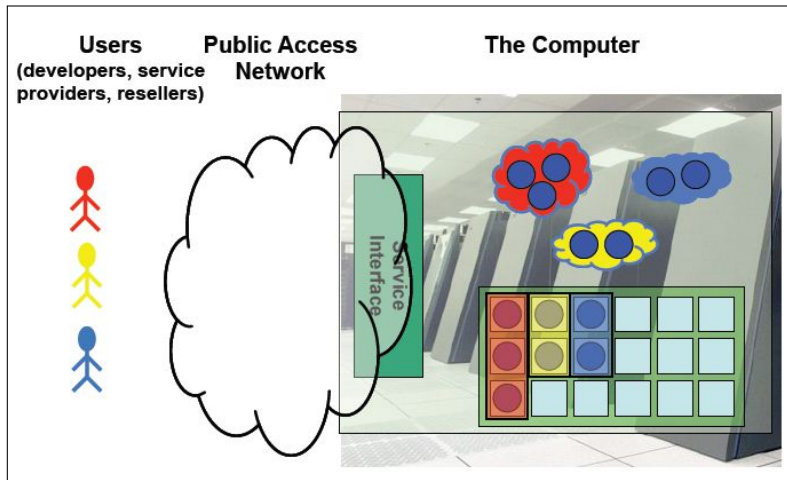 Users
(developers, service
providers, resellers)
Public Access
Network
The Computer
Service
Interface